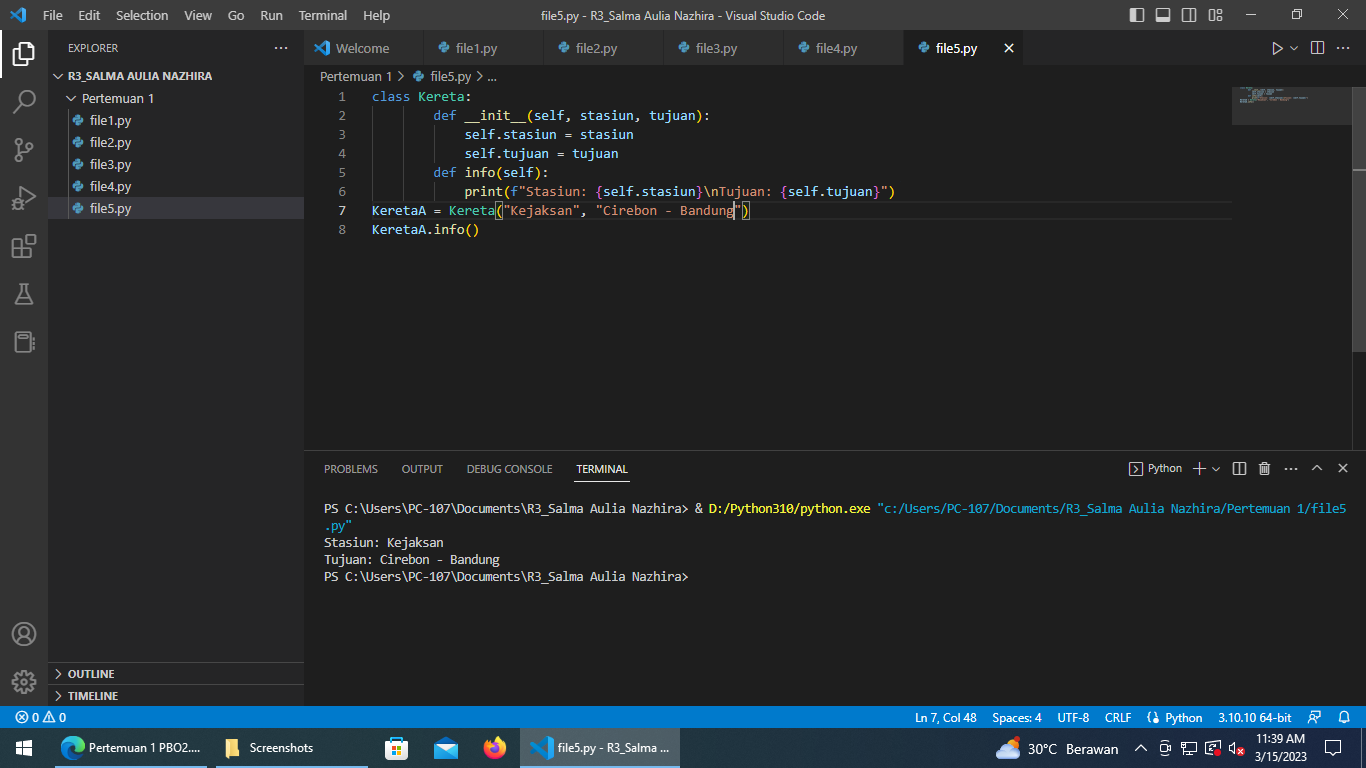 File Edit Selection View Go Run Terminal Help file5.py - R3_Salma Aulia Nazhira - Visual Studio Code
EXPLORER
R3_SALMA AULIA NAZHIRA
Pertemuan 1
file1.py
file2.py
file3.py
file4.py
file5.py
OUTLINE
TIMELINE
Welcome file1.py file2.py file3.py file4.py file5.py
Pertemuan 1 > file5.py > ...
1 class Kereta:
2 def __init__(self, stasiun, tujuan):
3 self.stasiun = stasiun
4 self.tujuan = tujuan
5 def info(self):
6 print(f"Stasiun: {self.stasiun}\nTujuan: {self.tujuan}")
7 KeretaA = Kereta("Kejaksan", "Cirebon - Bandung")
8 KeretaA.info()
PROBLEMS OUTPUT DEBUG CONSOLE TERMINAL Python
PS C:\Users\PC-107\Documents\R3_Salma Aulia Nazhira> & D:/Python310/python.exe "c:/Users/PC-107/Documents/R3_Salma Aulia Nazhira/Pertemuan 1/file5
.py"
Stasiun: Kejaksan
Tujuan: Cirebon - Bandung
PS C:\Users\PC-107\Documents\R3_Salma Aulia Nazhira>
0 0 Ln 7, Col 48 Spaces: 4 UTF-8 CRLF Python 3.10.10 64-bit
Pertemuan 1 PBO2.... Screenshots file5.py - R3_Salma ... 30°C Berawan 11:39 AM
3/15/2023